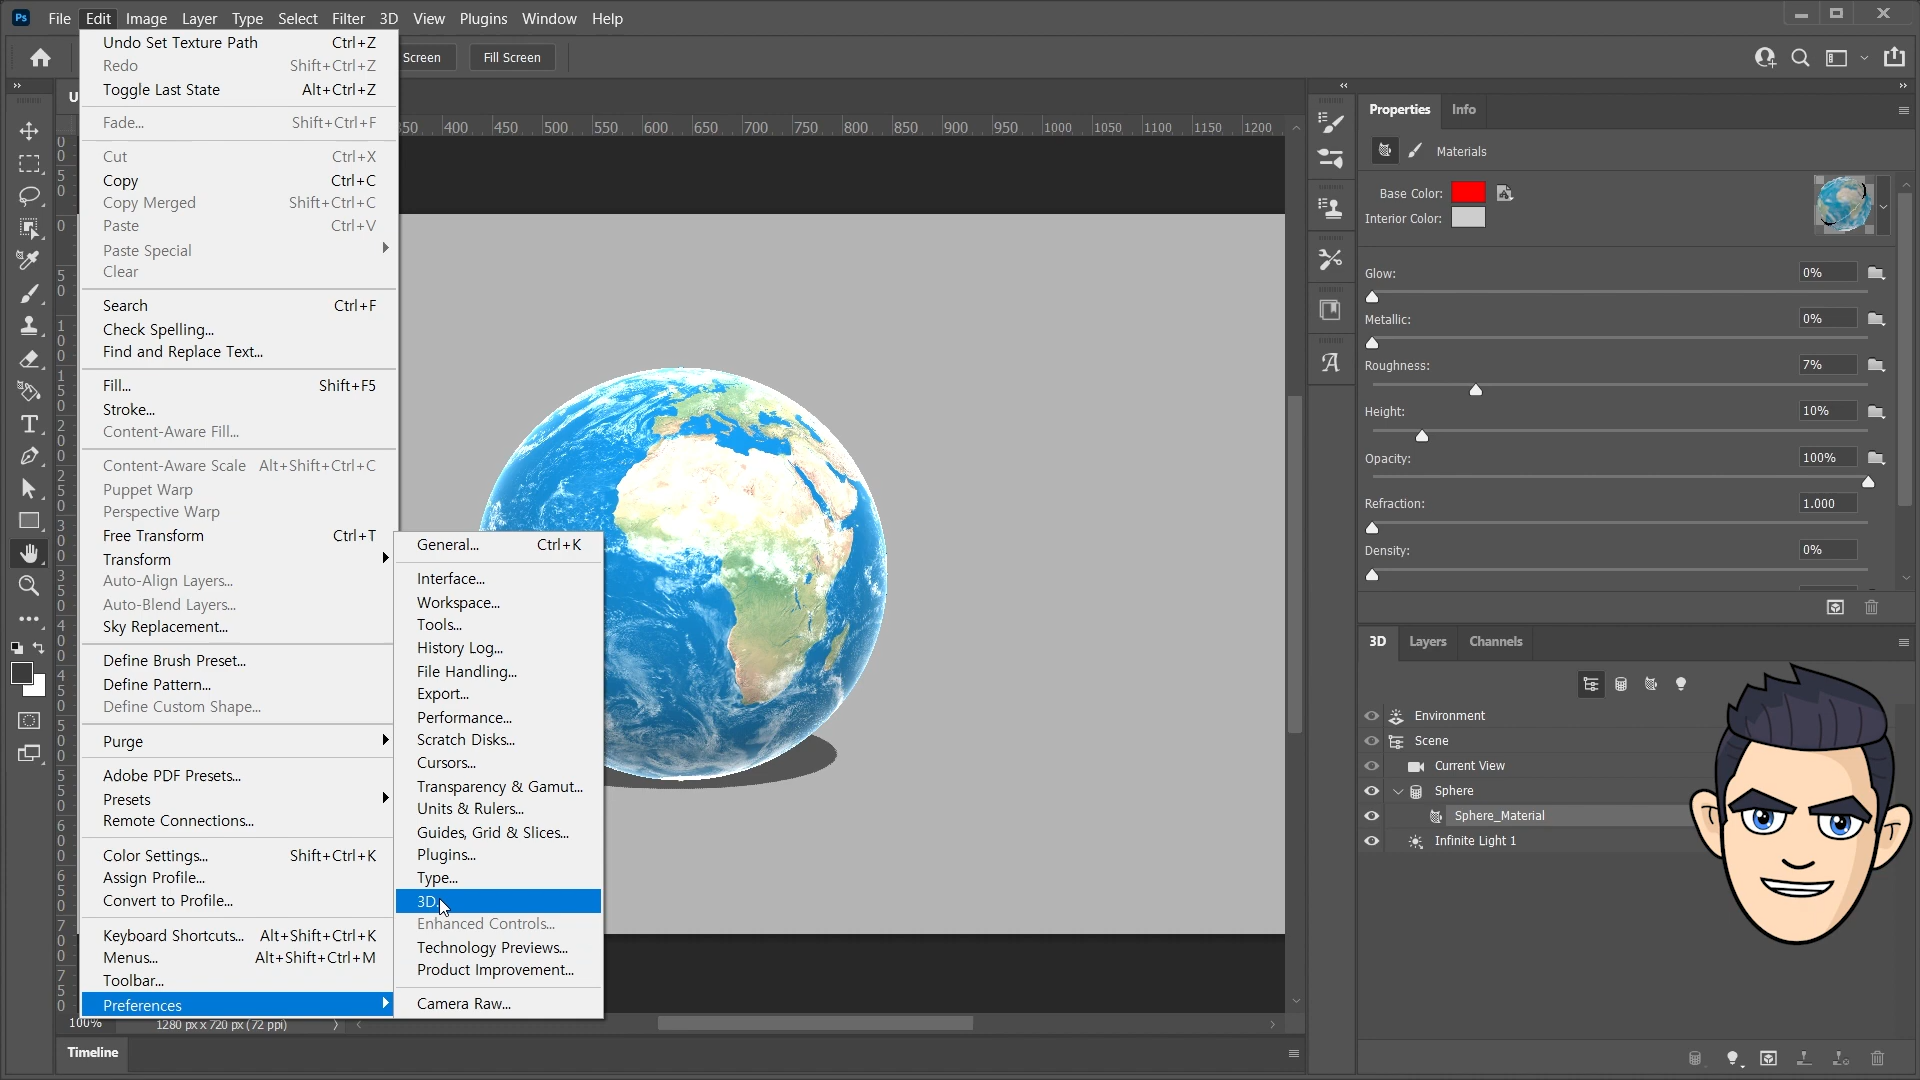 Ps File Edit Image Layer Type Select Filter 3D View Plugins Window Help
Screen Fill Screen
Undo Set Texture Path Ctrl+Z
Redo Shift+Ctrl+Z
Toggle Last State Alt+Ctrl+Z
Fade... Shift+Ctrl+F
Cut Ctrl+X
Copy Ctrl+C
Copy Merged Shift+Ctrl+C
Paste Ctrl+V
Paste Special
Clear
Search Ctrl+F
Check Spelling...
Find and Replace Text...
Fill... Shift+F5
Stroke...
Content-Aware Fill...
Content-Aware Scale Alt+Shift+Ctrl+C
Puppet Warp
Perspective Warp
Free Transform Ctrl+T
Transform
Auto-Align Layers...
Auto-Blend Layers...
Sky Replacement...
Define Brush Preset...
Define Pattern...
Define Custom Shape...
Purge
Adobe PDF Presets...
Presets
Remote Connections...
Color Settings... Shift+Ctrl+K
Assign Profile...
Convert to Profile...
Keyboard Shortcuts... Alt+Shift+Ctrl+K
Menus... Alt+Shift+Ctrl+M
Toolbar...
Preferences
General... Ctrl+K
Interface...
Workspace...
Tools...
History Log...
File Handling...
Export...
Performance...
Scratch Disks...
Cursors...
Transparency & Gamut...
Units & Rulers...
Guides, Grid & Slices...
Plugins...
Type...
3D...
Enhanced Controls...
Technology Previews...
Product Improvement...
Camera Raw...
400 450 500 550 600 650 700 750 800 850 900 950 1000 1050 1100 1150 1200
100% 1280 px x 720 px (72 ppi)
Timeline
Properties Info
Materials
Base Color:
Interior Color:
Glow: 0%
Metallic: 0%
Roughness: 7%
Height: 10%
Opacity: 100%
Refraction: 1.000
Density: 0%
3D Layers Channels
Environment
Scene
Current View
Sphere
Sphere_Material
Infinite Light 1